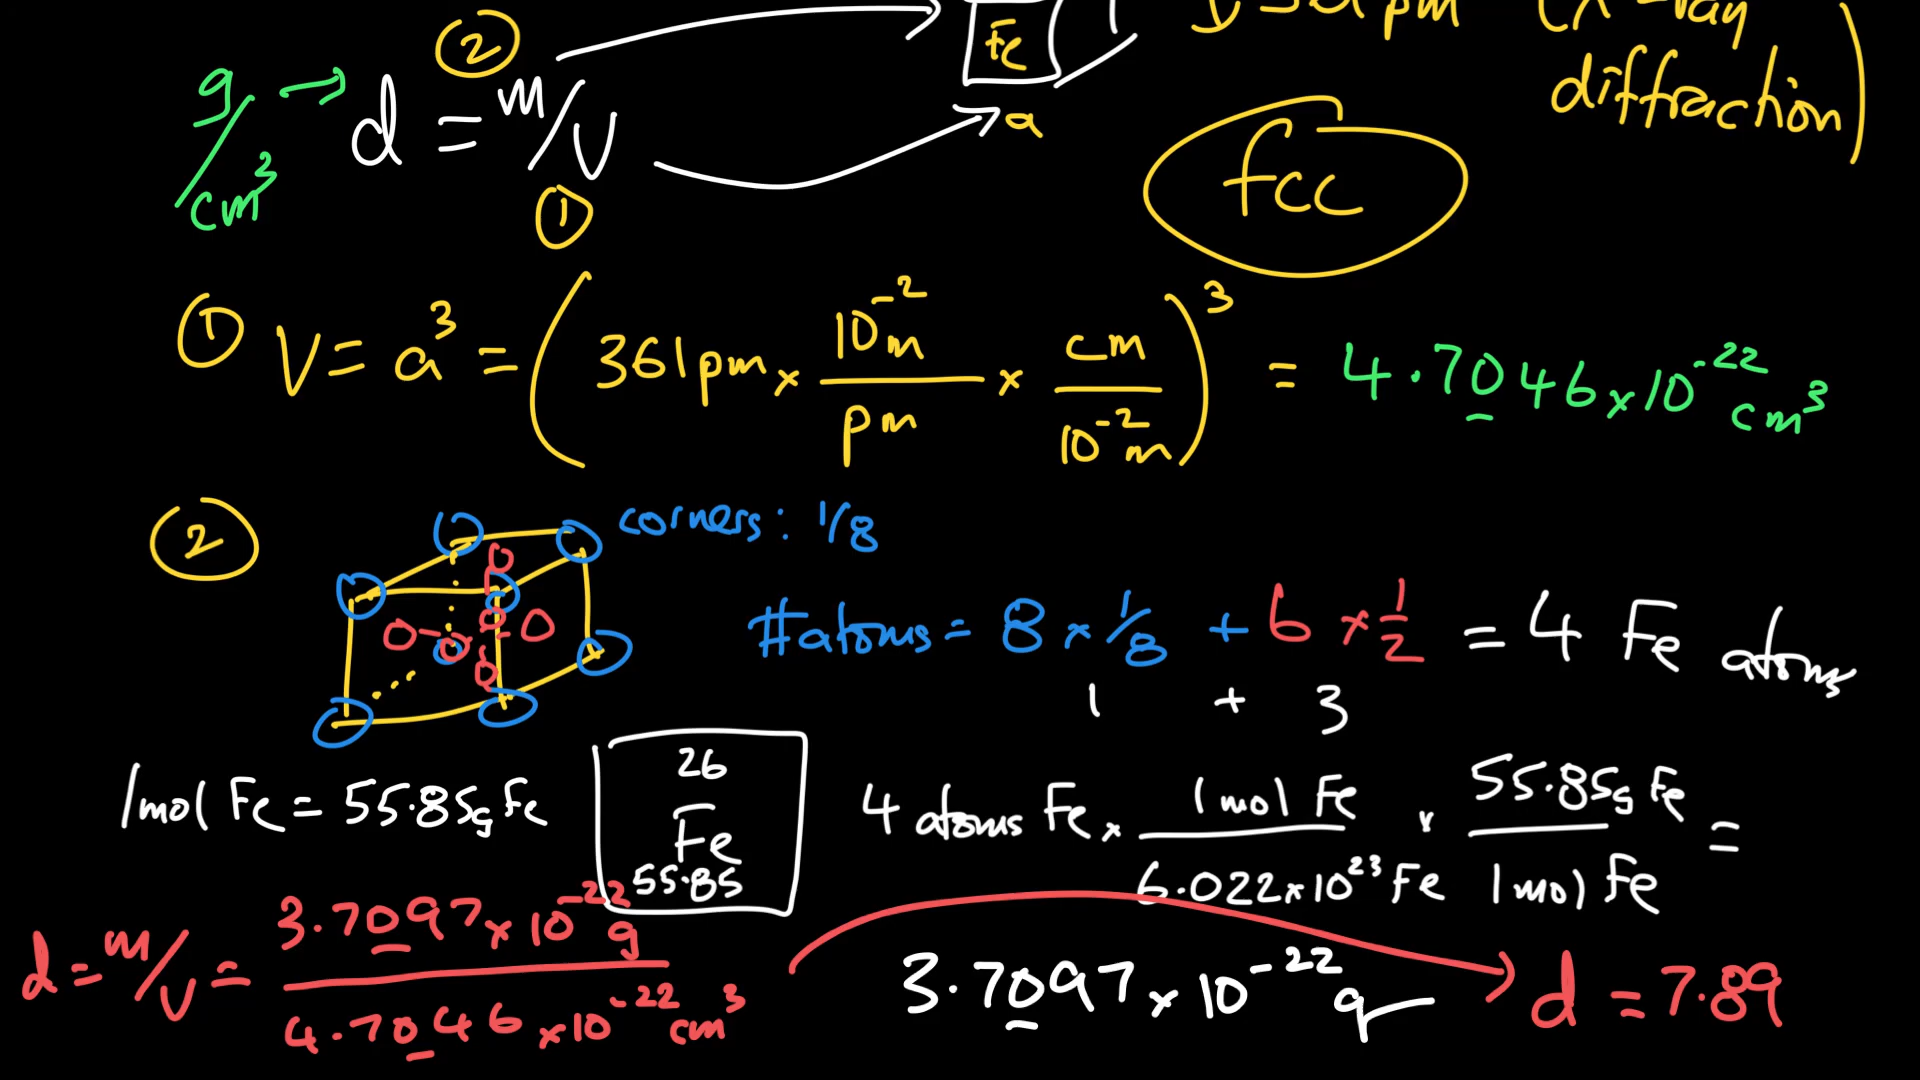 ② Fe
g/cm² → d = m/V
① a
diffraction)
fcc
① V = a³ = (361pm × 10⁻²m/pm × cm/10⁻²m)³ = 4.7046×10⁻²² cm³
② corners: 1/8
#atoms = 8 × 1/8 + 6 × 1/2 = 4 Fe atoms
1 + 3
1mol Fe = 55.85g Fe
26
Fe
55.85
4 atoms Fe × 1 mol Fe/6.022×10²³ Fe × 55.85g Fe/1 mol Fe =
d = m/V = 3.7097×10⁻²² g/4.7046×10⁻²² cm³
3.7097×10⁻²² g
d = 7.89